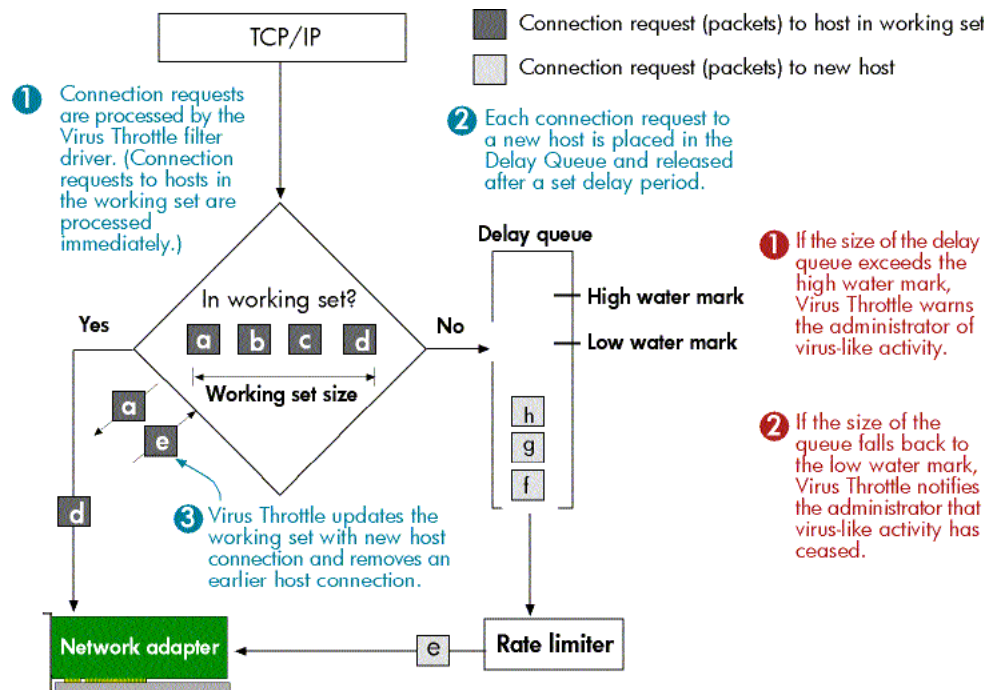 TCP/IP
Connection request (packets) to host in working set
Connection request (packets) to new host
1 Connection requests
are processed by the
Virus Throttle filter
driver. (Connection
requests to hosts in
the working set are
processed
immediately.)
2 Each connection request to
a new host is placed in the
Delay Queue and released
after a set delay period.
Delay queue
High water mark
Low water mark
1 If the size of the delay
queue exceeds the
high water mark,
Virus Throttle warns
the administrator of
virus-like activity.
In working set?
Yes
No
a b c d
Working set size
a
e
h
g
f
2 If the size of the
queue falls back to
the low water mark,
Virus Throttle notifies
the administrator that
virus-like activity has
ceased.
d
3 Virus Throttle updates the
working set with new host
connection and removes an
earlier host connection.
Network adapter
e
Rate limiter